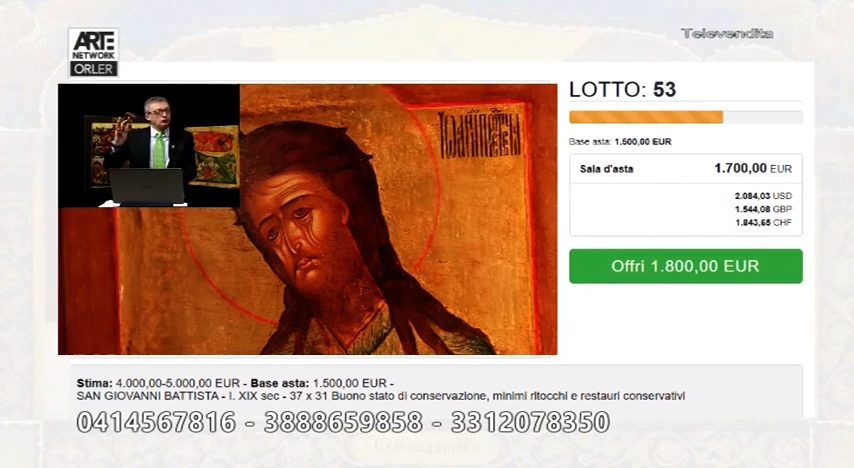 ARTE
NETWORK
ORLER
Televendita
LOTTO: 53
Base asta: 1.500,00 EUR
Sala d'asta 1.700,00 EUR
2.084,03 USD
1.544,08 GBP
1.843,65 CHF
Offri 1.800,00 EUR
Stima: 4.000,00-5.000,00 EUR - Base asta: 1.500,00 EUR -
SAN GIOVANNI BATTISTA - I. XIX sec - 37 x 31 Buono stato di conservazione, minimi ritocchi e restauri conservativi
0414567816 - 3888659858 - 3312078350